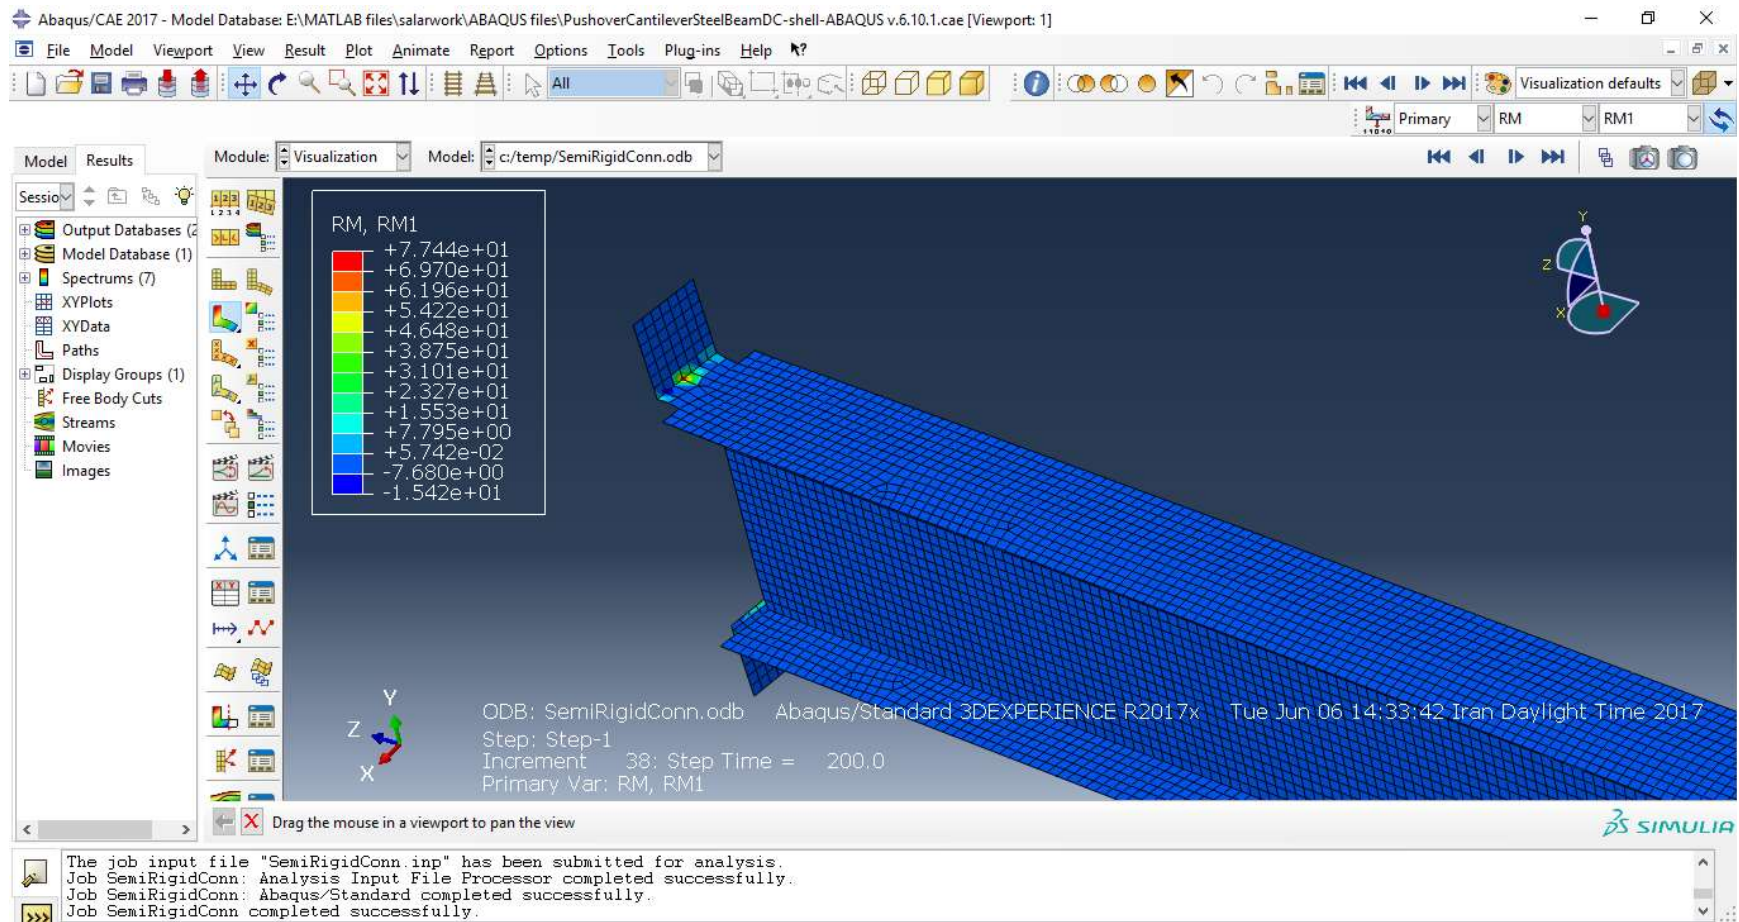 Abaqus/CAE 2017 - Model Database: E:\MATLAB files\salarwork\ABAQUS files\PushoverCantileverSteelBeamDC-shell-ABAQUS v.6.10.1.cae [Viewport: 1]
File Model Viewport View Result Plot Animate Report Options Tools Plug-ins Help
All
Visualization defaults
Primary RM RM1
Model Results
Module: Visualization Model: c:/temp/SemiRigidConn.odb
Sessio
Output Databases (2
Model Database (1)
Spectrums (7)
XYPlots
XYData
Paths
Display Groups (1)
Free Body Cuts
Streams
Movies
Images
RM, RM1
+7.744e+01
+6.970e+01
+6.196e+01
+5.422e+01
+4.648e+01
+3.875e+01
+3.101e+01
+2.327e+01
+1.553e+01
+7.795e+00
+5.742e-02
-7.680e+00
-1.542e+01
Y
Z
X
Y
Z
X
ODB: SemiRigidConn.odb Abaqus/Standard 3DEXPERIENCE R2017x Tue Jun 06 14:33:42 Iran Daylight Time 2017
Step: Step-1
Increment 38: Step Time = 200.0
Primary Var: RM, RM1
Drag the mouse in a viewport to pan the view
SIMULIA
The job input file "SemiRigidConn.inp" has been submitted for analysis.
Job SemiRigidConn: Analysis Input File Processor completed successfully.
Job SemiRigidConn: Abaqus/Standard completed successfully.
Job SemiRigidConn completed successfully.